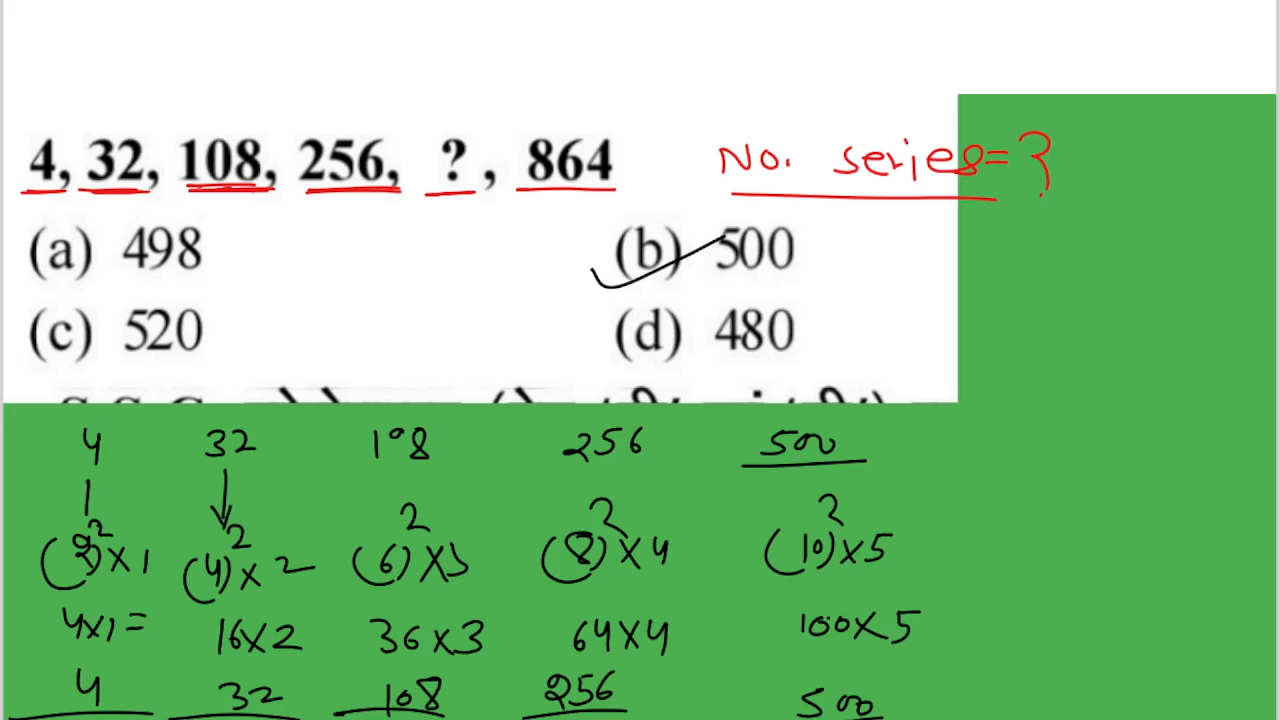 4, 32, 108, 256, ?, 864 No. series=?
(a) 498 (b) 500
(c) 520 (d) 480
4 32 108 256 500
(2)²×1 (4)²×2 (6)²×3 (8)²×4 (10)²×5
4×1= 16×2 36×3 64×4 100×5
4 32 108 256 500